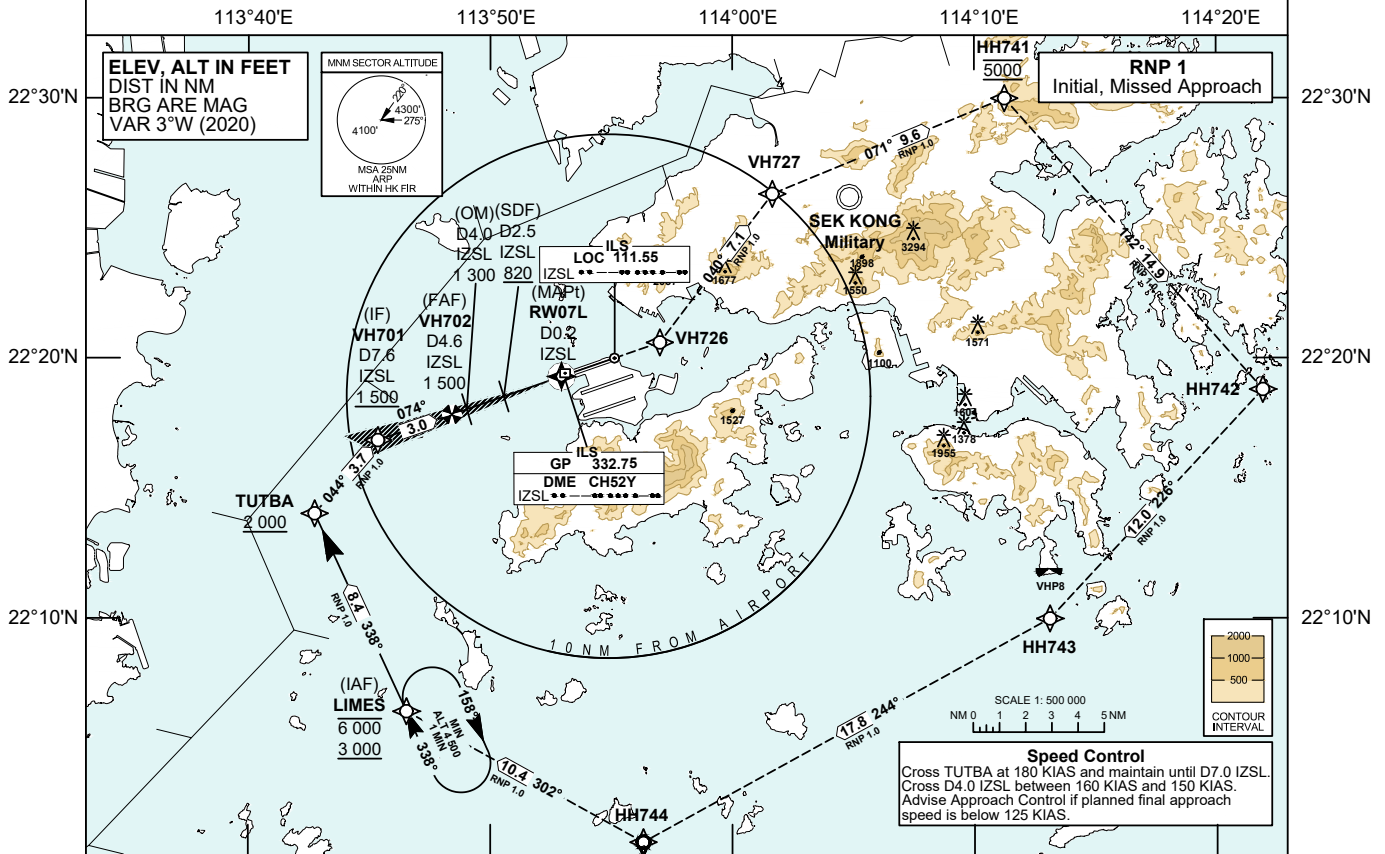 113°40'E
113°50'E
114°00'E
114°10'E
114°20'E
22°30'N
22°20'N
22°10'N
22°30'N
22°20'N
22°10'N
ELEV, ALT IN FEET
DIST IN NM
BRG ARE MAG
VAR 3°W (2020)
MNM SECTOR ALTITUDE
220°
4300'
275°
4100'
MSA 25NM
ARP
WITHIN HK FIR
HH741
5000
RNP 1
Initial, Missed Approach
071° 9.6
RNP 1.0
VH727
SEK KONG
Military
3294
1898
1550
1677
040° 7.1
RNP 1.0
142° 14.9
RNP 1.0
(OM)
D4.0
IZSL
1 300
(SDF)
D2.5
IZSL
820
ILS
LOC 111.55
IZSL
(MAPt)
RW07L
D0.2
IZSL
(FAF)
VH702
D4.6
IZSL
1 500
(IF)
VH701
D7.6
IZSL
1 500
VH726
1571
1100
HH742
1604
1378
1955
1527
074°
3.0
044° 3.7
RNP 1.0
ILS
GP 332.75
DME CH52Y
IZSL
TUTBA
2 000
8.4 338°
RNP 1.0
12.0 226°
RNP 1.0
VHP8
10NM FROM AIRPORT
HH743
(IAF)
LIMES
6 000
3 000
158°
MIN
ALT 4 500
1 MIN
338°
10.4 302°
RNP 1.0
17.8 244°
RNP 1.0
HH744
2000
1000
500
CONTOUR
INTERVAL
SCALE 1: 500 000
NM 0 1 2 3 4 5 NM
Speed Control
Cross TUTBA at 180 KIAS and maintain until D7.0 IZSL.
Cross D4.0 IZSL between 160 KIAS and 150 KIAS.
Advise Approach Control if planned final approach
speed is below 125 KIAS.